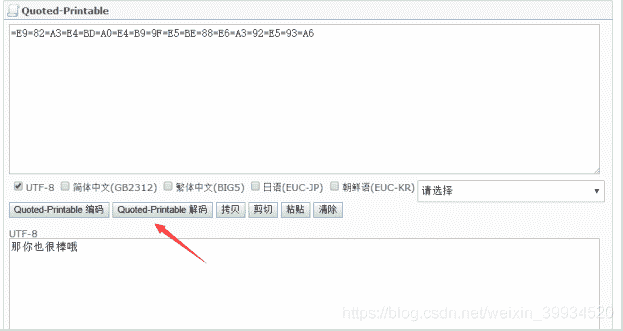 Quoted-Printable
=E9=82=A3=E4=BD=A0=E4=B9=9F=E5=BE=88=E6=A3=92=E5=93=A6
UTF-8 简体中文(GB2312) 繁体中文(BIG5) 日语(EUC-JP) 朝鲜语(EUC-KR) 请选择
Quoted-Printable 编码 Quoted-Printable 解码 拷贝 剪切 粘贴 清除
UTF-8
那你也很棒哦
https://blog.csdn.net/weixin_39934520